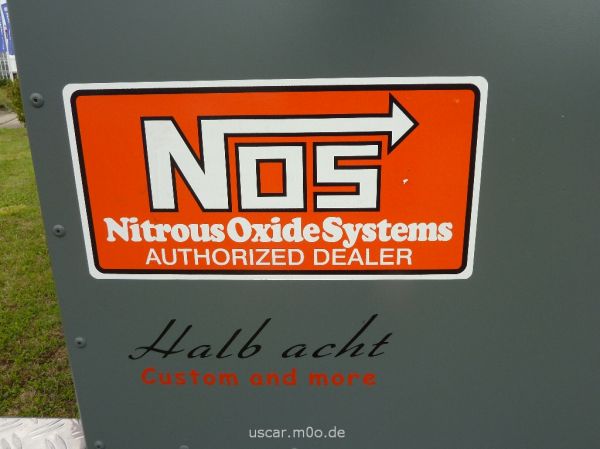 NOS
Nitrous Oxide Systems
AUTHORIZED DEALER
Halb acht
Custom and more
uscar.m0o.de